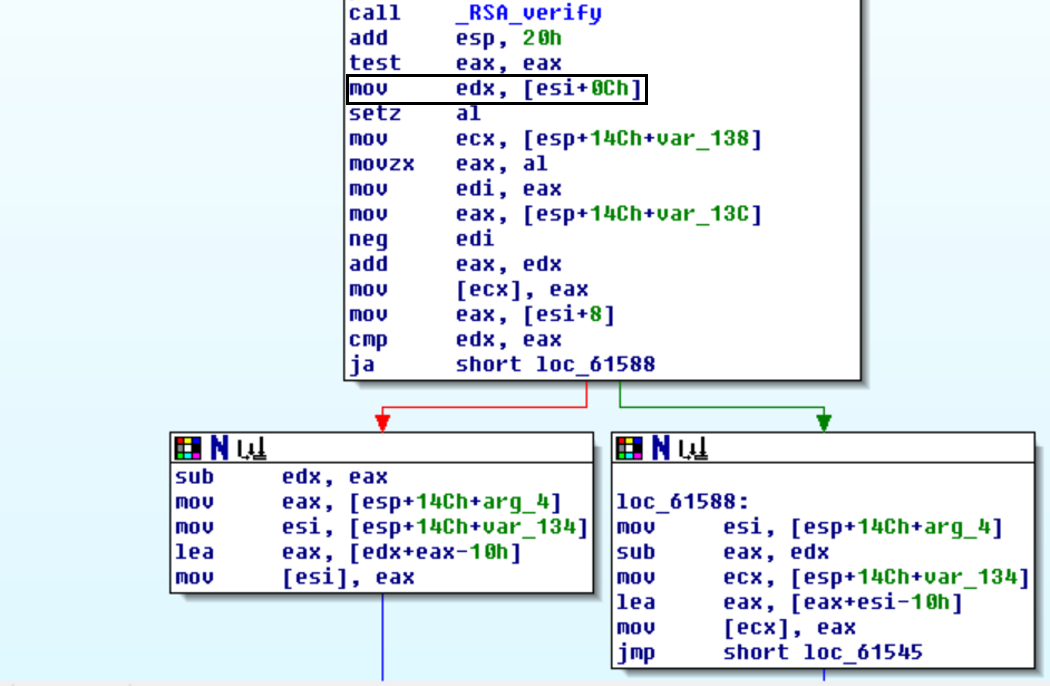 call _RSA_verify
add esp, 20h
test eax, eax
mov edx, [esi+0Ch]
setz al
mov ecx, [esp+14Ch+var_138]
movzx eax, al
mov edi, eax
mov eax, [esp+14Ch+var_13C]
neg edi
add eax, edx
mov [ecx], eax
mov eax, [esi+8]
cmp edx, eax
ja short loc_61588
sub edx, eax
mov eax, [esp+14Ch+arg_4]
mov esi, [esp+14Ch+var_134]
lea eax, [edx+eax-10h]
mov [esi], eax
loc_61588:
mov esi, [esp+14Ch+arg_4]
sub eax, edx
mov ecx, [esp+14Ch+var_134]
lea eax, [eax+esi-10h]
mov [ecx], eax
jmp short loc_61545